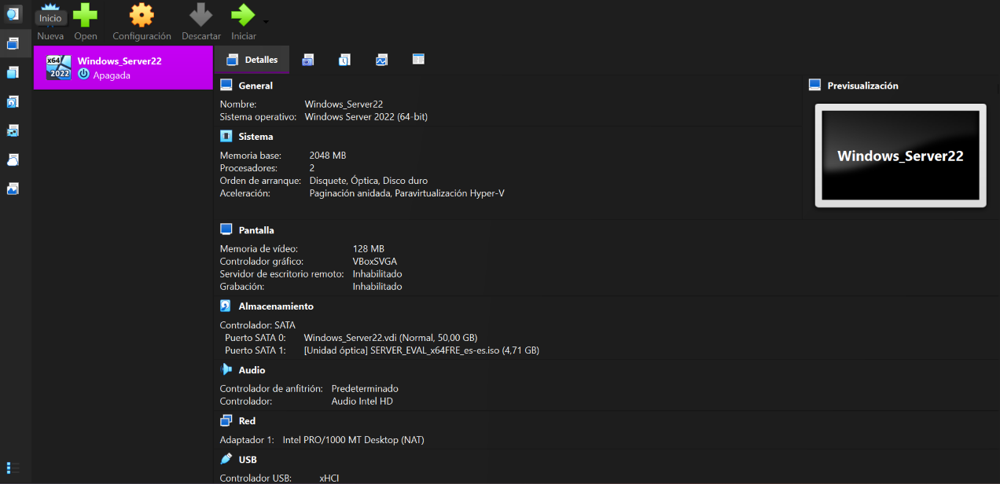 Inicio
Nueva Open Configuración Descartar Iniciar
x64 2022
Windows_Server22
Apagada
Detalles
General
Nombre: Windows_Server22
Sistema operativo: Windows Server 2022 (64-bit)
Sistema
Memoria base: 2048 MB
Procesadores: 2
Orden de arranque: Disquete, Óptica, Disco duro
Aceleración: Paginación anidada, Paravirtualización Hyper-V
Previsualización
Windows_Server22
Pantalla
Memoria de vídeo: 128 MB
Controlador gráfico: VBoxSVGA
Servidor de escritorio remoto: Inhabilitado
Grabación: Inhabilitado
Almacenamiento
Controlador: SATA
Puerto SATA 0: Windows_Server22.vdi (Normal, 50,00 GB)
Puerto SATA 1: [Unidad óptica] SERVER_EVAL_x64FRE_es-es.iso (4,71 GB)
Audio
Controlador de anfitrión: Predeterminado
Controlador: Audio Intel HD
Red
Adaptador 1: Intel PRO/1000 MT Desktop (NAT)
USB
Controlador USB: xHCI